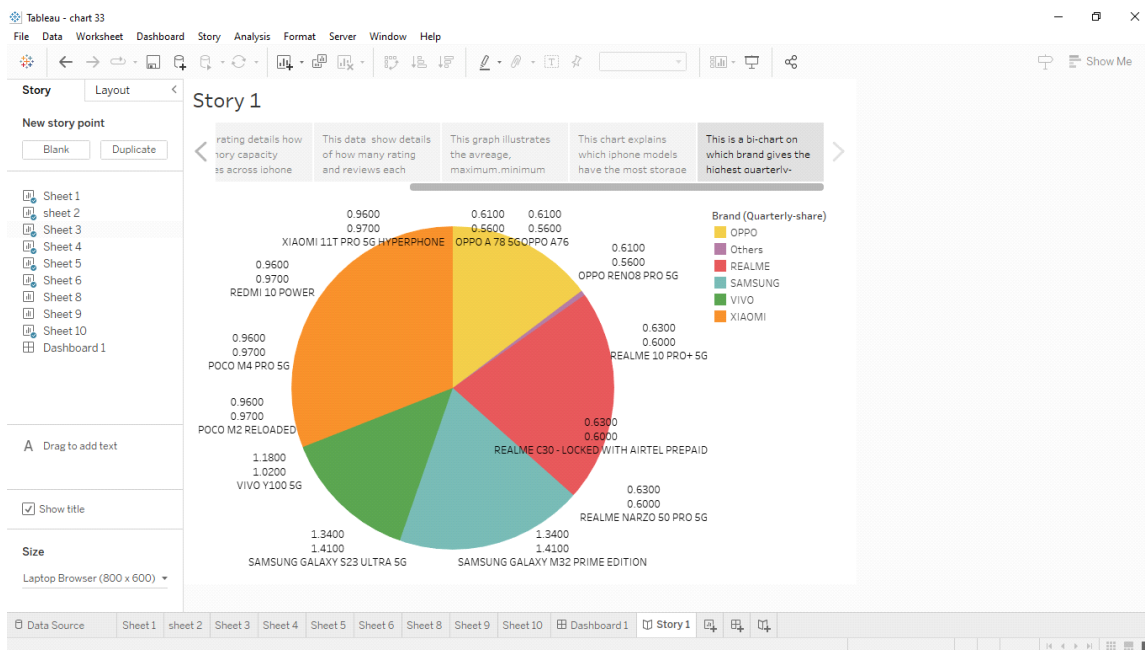 Tableau - chart 33
File Data Worksheet Dashboard Story Analysis Format Server Window Help
Show Me
Story Layout
New story point
Blank Duplicate
Sheet 1
sheet 2
Sheet 3
Sheet 4
Sheet 5
Sheet 6
Sheet 8
Sheet 9
Sheet 10
Dashboard 1
A Drag to add text
Show title
Size
Laptop Browser (800 x 600)
Story 1
rating details how
capacity
across iphone
This data show details
of how many rating
and reviews each
This graph illustrates
the avreage,
maximum,minimum
This chart explains
which iphone models
have the most storage
This is a bi-chart on
which brand gives the
highest quarterly-
0.9600
0.9700
XIAOMI 11T PRO 5G HYPERPHONE
0.6100
0.5600
OPPO A 78 5G
0.6100
0.5600
OPPO A76
0.6100
0.5600
OPPO RENO8 PRO 5G
0.9600
0.9700
REDMI 10 POWER
0.6300
0.6000
REALME 10 PRO+ 5G
0.9600
0.9700
POCO M4 PRO 5G
0.9600
0.9700
POCO M2 RELOADED
0.6300
0.6000
REALME C30 - LOCKED WITH AIRTEL PREPAID
1.1800
1.0200
VIVO Y100 5G
0.6300
0.6000
REALME NARZO 50 PRO 5G
1.3400
1.4100
SAMSUNG GALAXY S23 ULTRA 5G
1.3400
1.4100
SAMSUNG GALAXY M32 PRIME EDITION
Brand (Quarterly-share)
OPPO
Others
REALME
SAMSUNG
VIVO
XIAOMI
Data Source Sheet 1 sheet 2 Sheet 3 Sheet 4 Sheet 5 Sheet 6 Sheet 8 Sheet 9 Sheet 10 Dashboard 1 Story 1